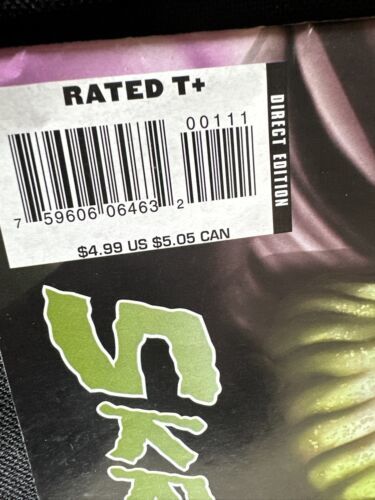 RATED T+
00111
DIRECT EDITION
7 59606 06463 2
$4.99 US $5.05 CAN